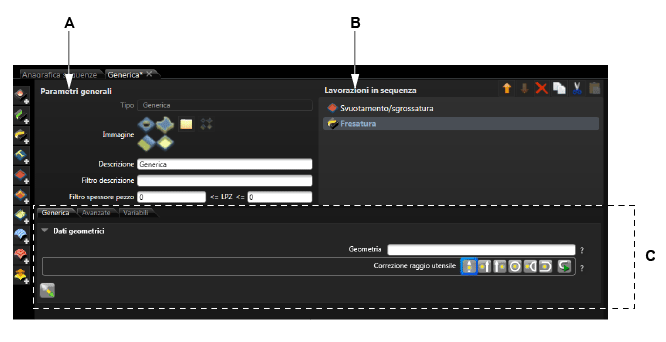 A
B
Anagrafica sequenze
Generica*
Parametri generali
Lavorazioni in sequenza
Tipo
Generica
Svuotamento/sgrossatura
Immagine
Fresatura
Descrizione
Generica
Filtro descrizione
Filtro spessore pezzo
0
<= LPZ <=
0
Generica
Avanzate
Variabili
Dati geometrici
C
Geometria
?
Correzione raggio utensile
?